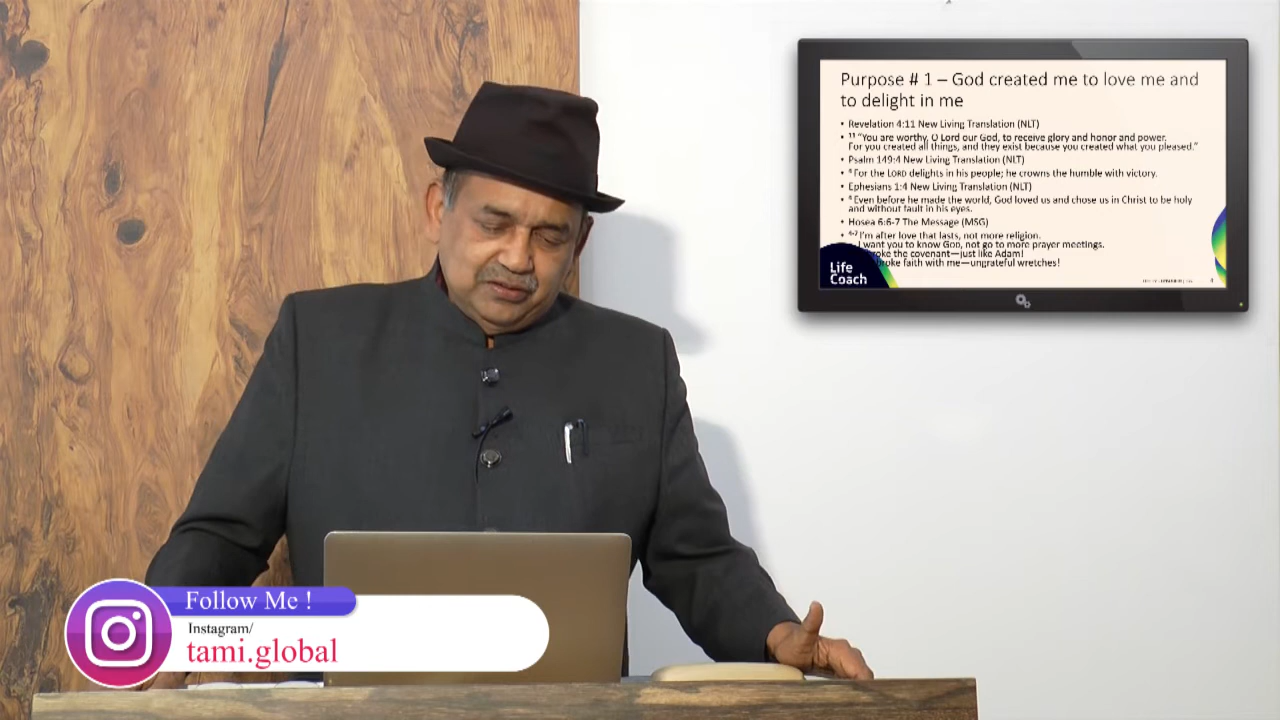 Purpose # 1 – God created me to love me and
to delight in me
• Revelation 4:11 New Living Translation (NLT)
• 11 “You are worthy, O Lord our God, to receive glory and honor and power.
For you created all things, and they exist because you created what you pleased.”
• Psalm 149:4 New Living Translation (NLT)
• 4 For the LORD delights in his people; he crowns the humble with victory.
• Ephesians 1:4 New Living Translation (NLT)
• 4 Even before he made the world, God loved us and chose us in Christ to be holy
and without fault in his eyes.
• Hosea 6:6-7 The Message (MSG)
• 6-7 I’m after love that lasts, not more religion.
I want you to know GOD, not go to more prayer meetings.
broke the covenant—just like Adam!
broke faith with me—ungrateful wretches!
Life
Coach
Follow Me !
Instagram/
tami.global